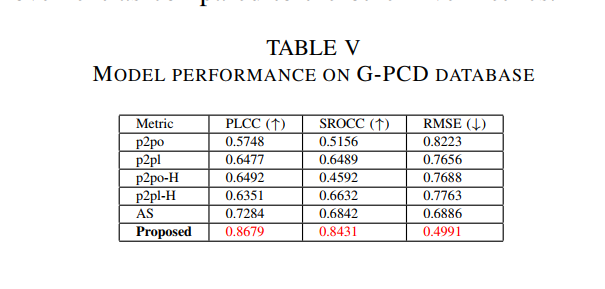 TABLE V
MODEL PERFORMANCE ON G-PCD DATABASE
Metric PLCC (↑) SROCC (↑) RMSE (↓)
p2po 0.5748 0.5156 0.8223
p2pl 0.6477 0.6489 0.7656
p2po-H 0.6492 0.4592 0.7688
p2pl-H 0.6351 0.6632 0.7763
AS 0.7284 0.6842 0.6886
Proposed 0.8679 0.8431 0.4991